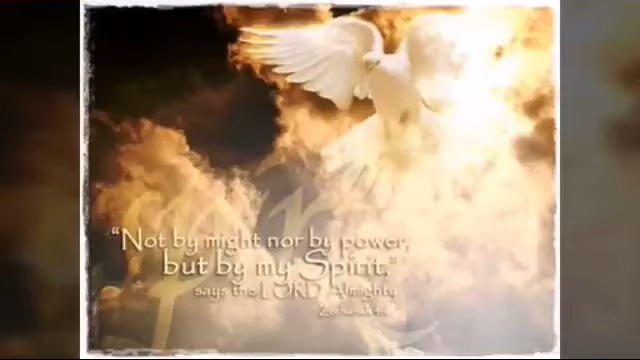 “Not by might nor by power,
but by my Spirit,”
says the LORD Almighty